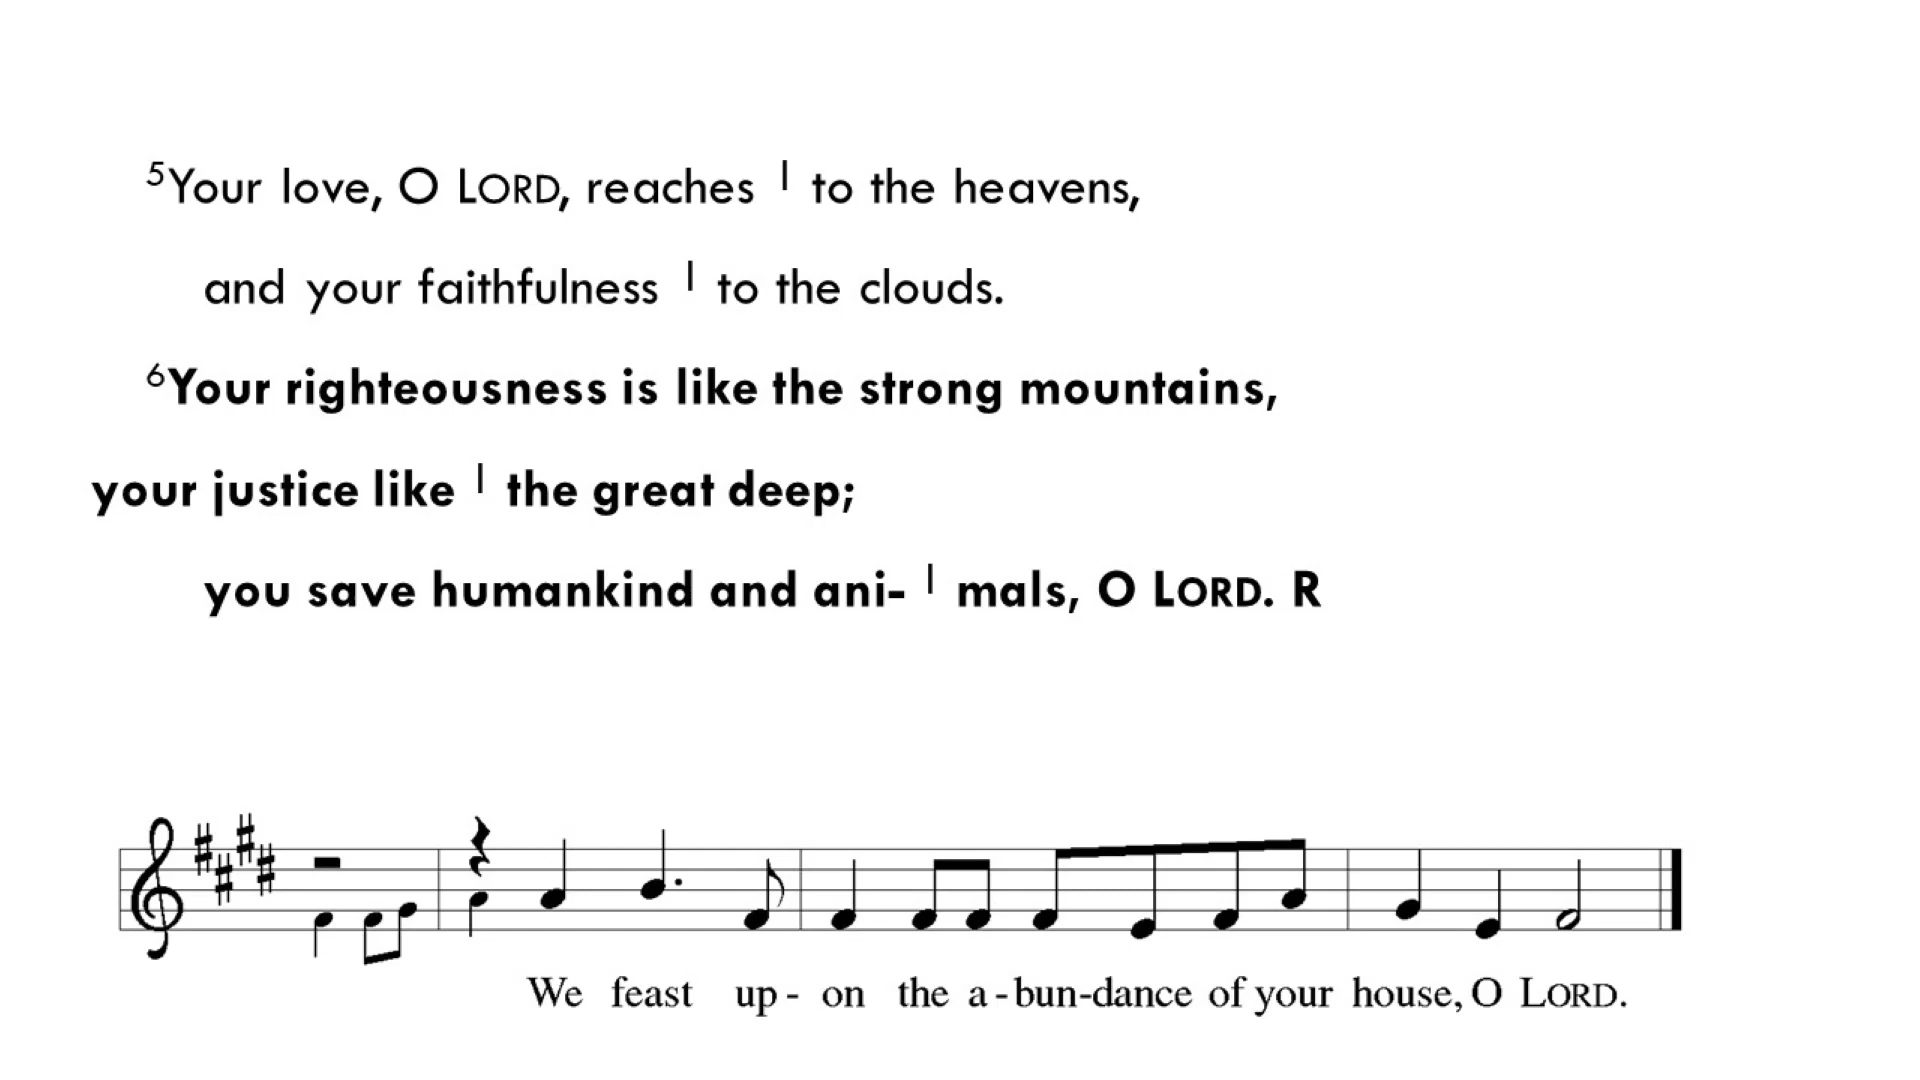 ⁵Your love, O LORD, reaches | to the heavens,
and your faithfulness | to the clouds.
⁶Your righteousness is like the strong mountains,
your justice like | the great deep;
you save humankind and ani- | mals, O LORD. R
We feast up - on the a - bun-dance of your house, O LORD.